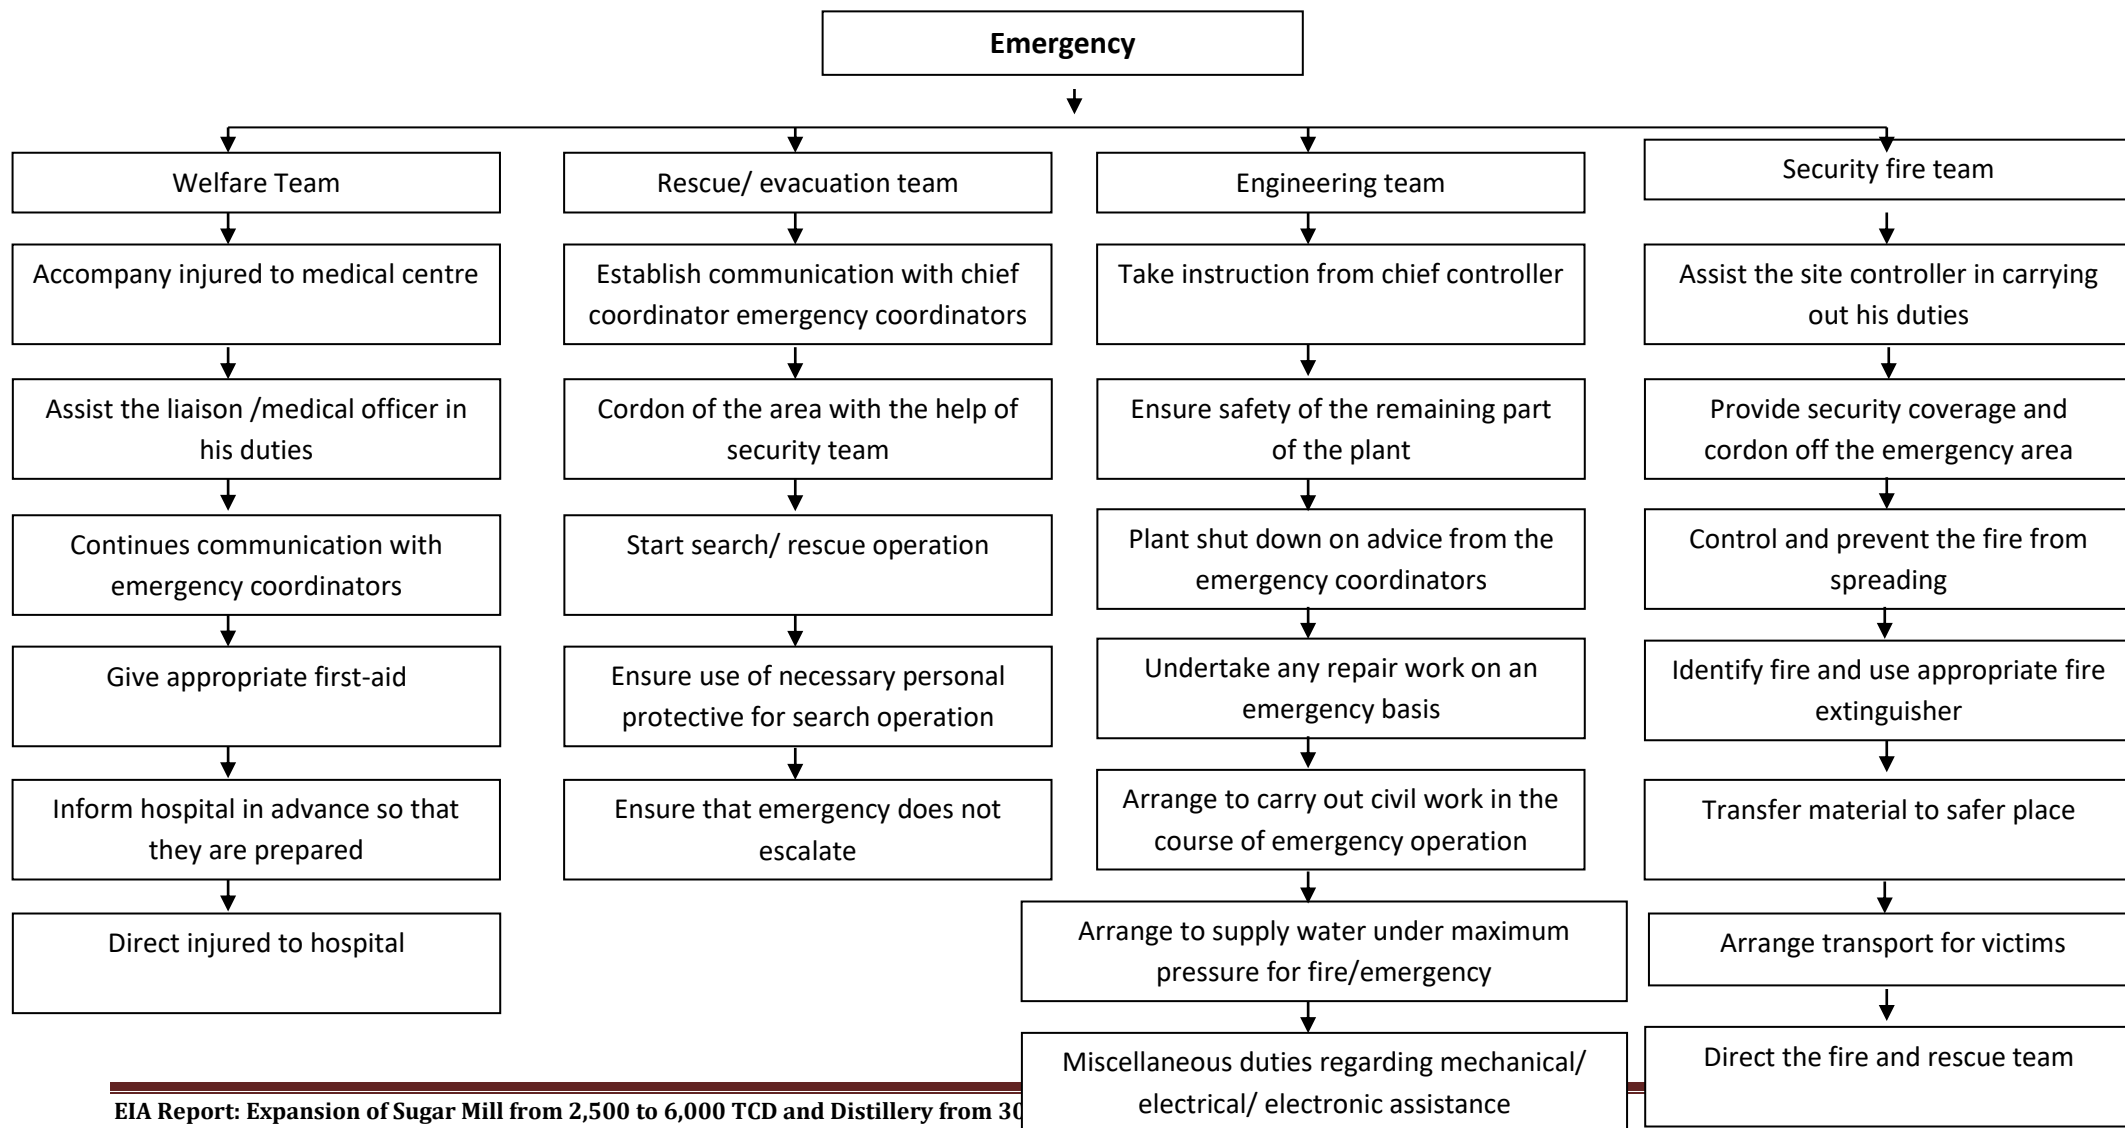 Emergency
Welfare Team
Accompany injured to medical centre
Assist the liaison /medical officer in
his duties
Continues communication with
emergency coordinators
Give appropriate first-aid
Inform hospital in advance so that
they are prepared
Direct injured to hospital
Rescue/ evacuation team
Establish communication with chief
coordinator emergency coordinators
Cordon of the area with the help of
security team
Start search/ rescue operation
Ensure use of necessary personal
protective for search operation
Ensure that emergency does not
escalate
Engineering team
Take instruction from chief controller
Ensure safety of the remaining part
of the plant
Plant shut down on advice from the
emergency coordinators
Undertake any repair work on an
emergency basis
Arrange to carry out civil work in the
course of emergency operation
Arrange to supply water under maximum
pressure for fire/emergency
Miscellaneous duties regarding mechanical/
electrical/ electronic assistance
Security fire team
Assist the site controller in carrying
out his duties
Provide security coverage and
cordon off the emergency area
Control and prevent the fire from
spreading
Identify fire and use appropriate fire
extinguisher
Transfer material to safer place
Arrange transport for victims
Direct the fire and rescue team
EIA Report: Expansion of Sugar Mill from 2,500 to 6,000 TCD and Distillery from 30